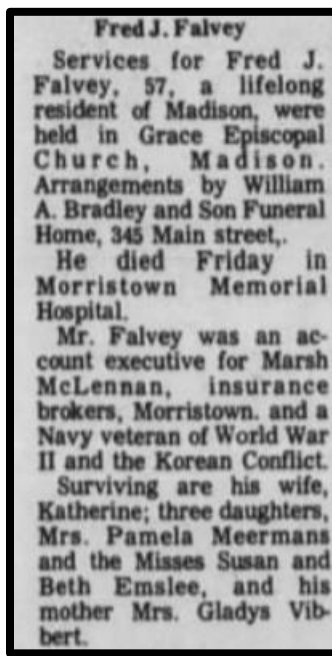 Fred J. Falvey
Services for Fred J.
Falvey, 57, a lifelong
resident of Madison, were
held in Grace Episcopal
Church, Madison.
Arrangements by William
A. Bradley and Son Funeral
Home, 345 Main street,.
He died Friday in
Morristown Memorial
Hospital.
Mr. Falvey was an ac-
count executive for Marsh
McLennan, insurance
brokers, Morristown. and a
Navy veteran of World War
II and the Korean Conflict.
Surviving are his wife,
Katherine; three daughters,
Mrs. Pamela Meermans
and the Misses Susan and
Beth Emslee, and his
mother Mrs. Gladys Vib-
bert.